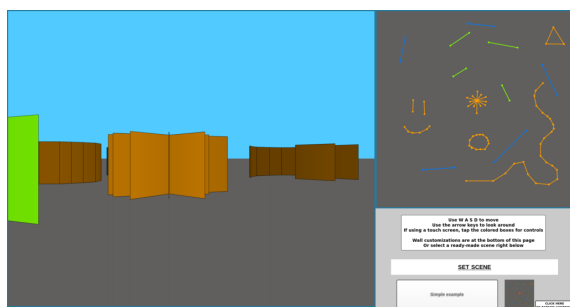 Use W A S D to move
Use the arrow keys to look around
If using a touch screen, tap the colored boxes for controls
Wall customizations are at the bottom of this page
Or select a ready-made scene right below
SET SCENE
Simple example
CLICK HERE